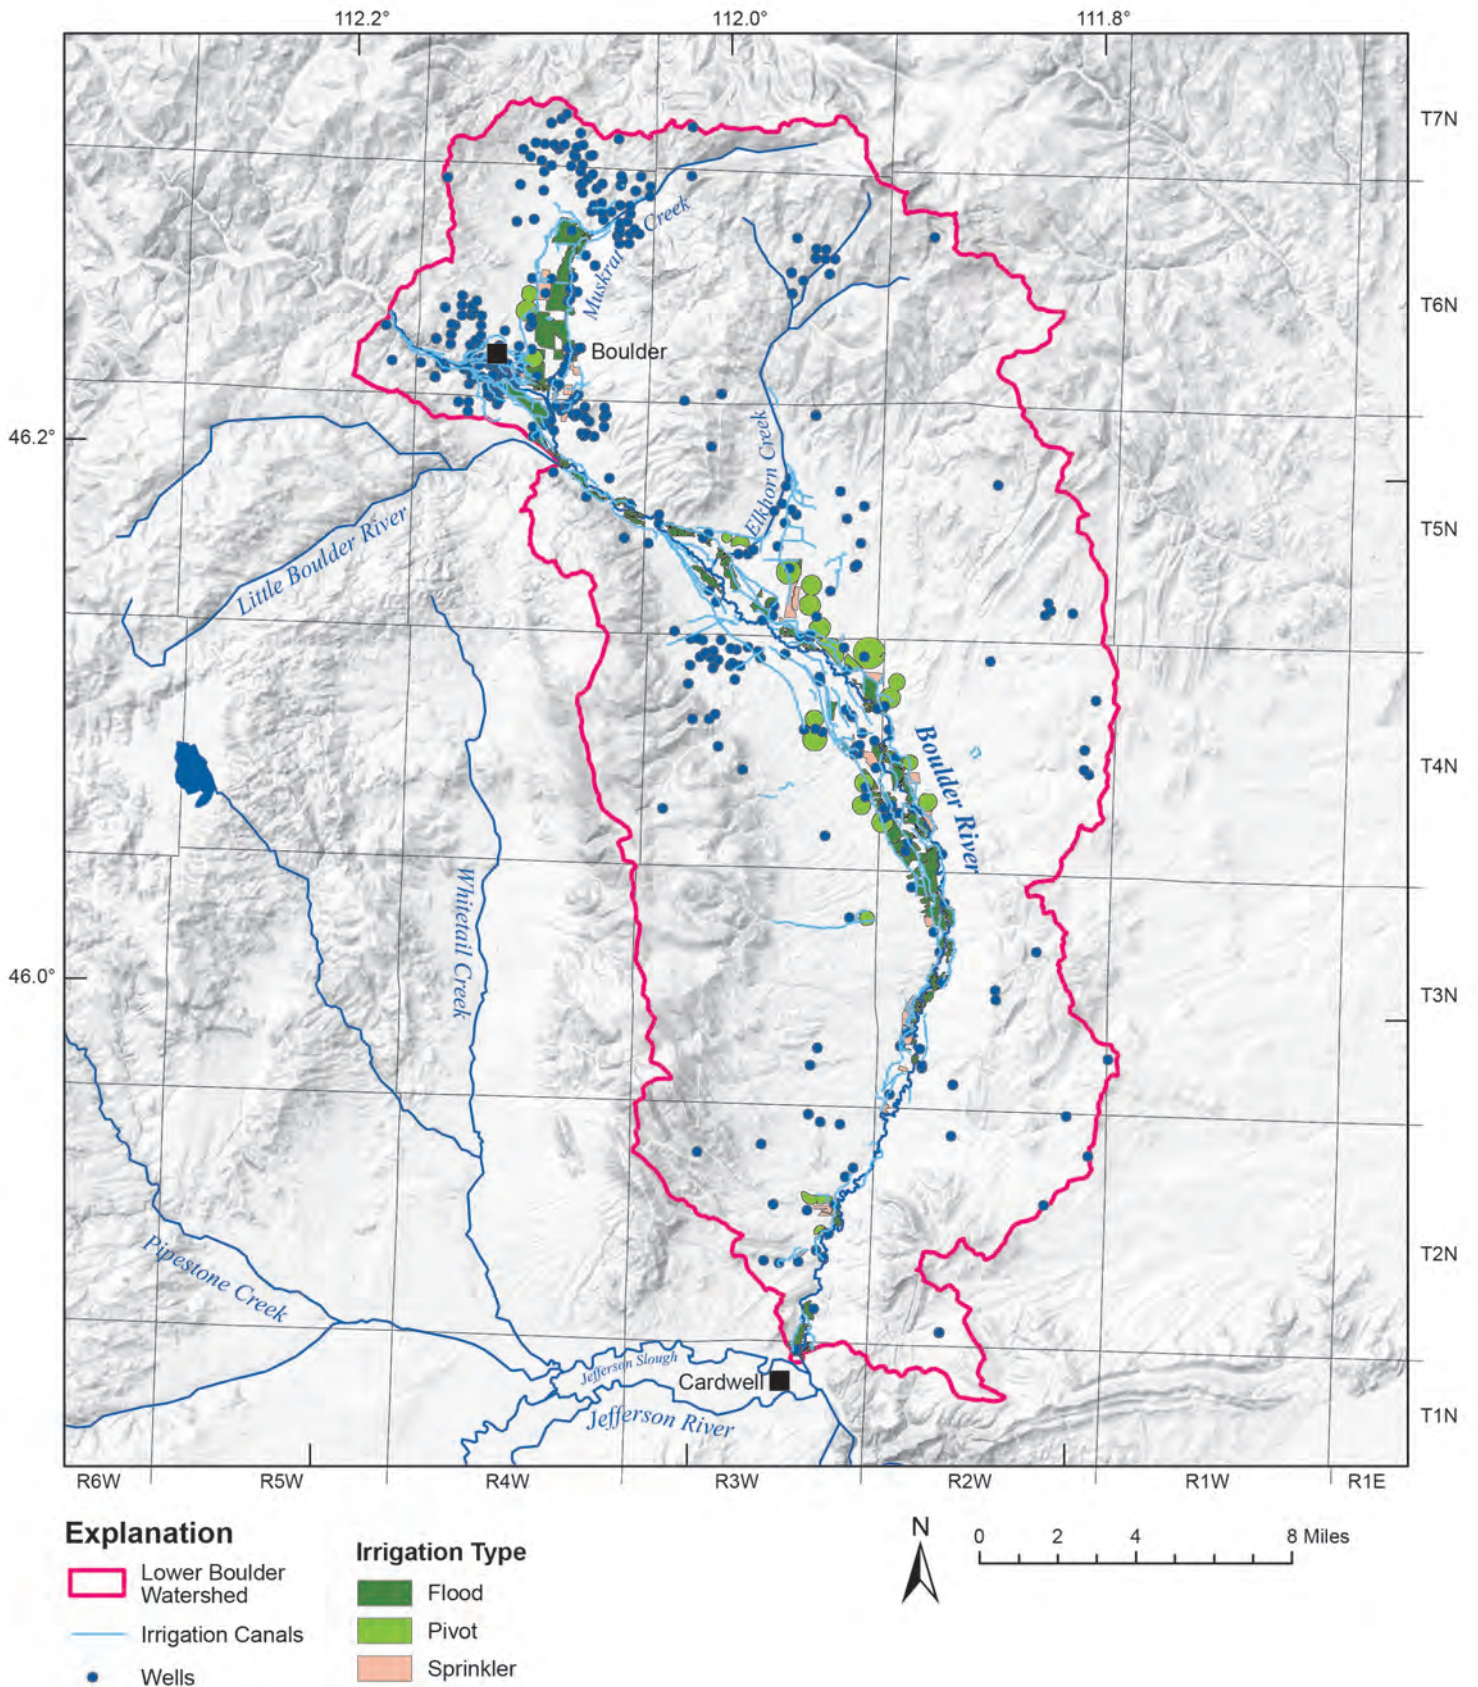 112.2°
112.0°
111.8°
T7N
Muskrat Creek
T6N
Boulder
46.2°
Elkhorn Creek
T5N
Little Boulder River
Boulder River
T4N
Whitetail Creek
46.0°
T3N
T2N
Pipestone Creek
Jefferson Slough
Cardwell
Jefferson River
T1N
R6W
R5W
R4W
R3W
R2W
R1W
R1E
Explanation
Lower Boulder
Watershed
Irrigation Canals
Wells
Irrigation Type
Flood
Pivot
Sprinkler
N
0 2 4 8 Miles